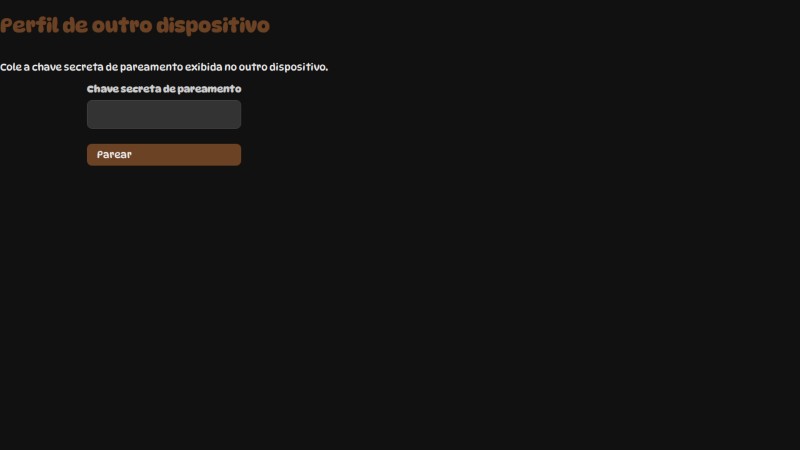 Perfil de outro dispositivo
Cole a chave secreta de pareamento exibida no outro dispositivo.
Chave secreta de pareamento
Parear